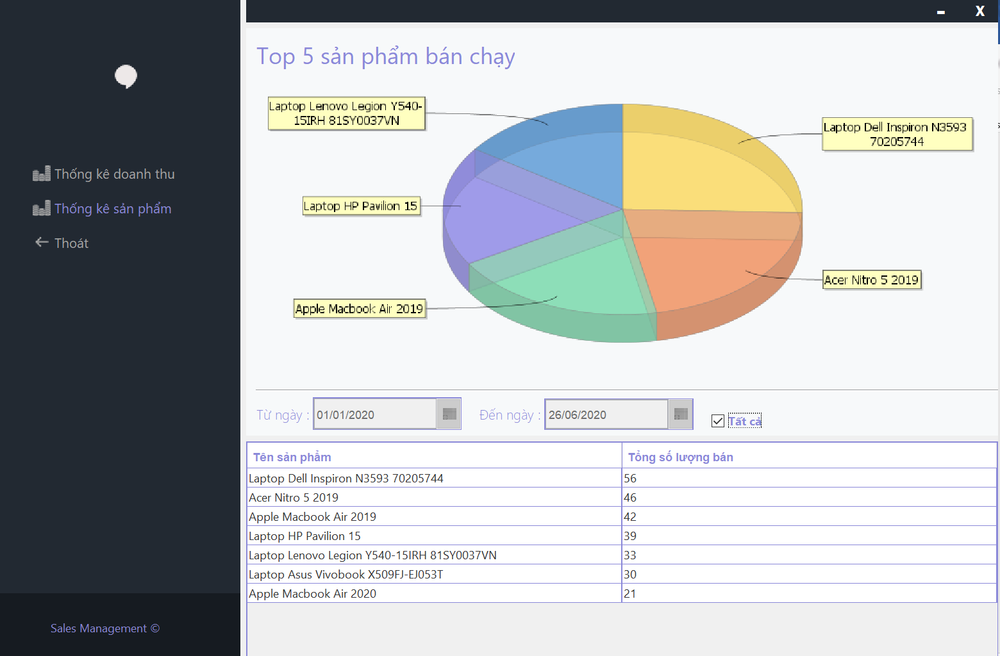 X
Top 5 sản phẩm bán chạy
Laptop Lenovo Legion Y540-
15IRH 81SY0037VN
Laptop Dell Inspiron N3593
70205744
Laptop HP Pavilion 15
Acer Nitro 5 2019
Apple Macbook Air 2019
Thống kê doanh thu
Thống kê sản phẩm
Thoát
Từ ngày : 01/01/2020 Đến ngày : 26/06/2020 Tất cả
Tên sản phẩm Tổng số lượng bán
Laptop Dell Inspiron N3593 70205744 56
Acer Nitro 5 2019 46
Apple Macbook Air 2019 42
Laptop HP Pavilion 15 39
Laptop Lenovo Legion Y540-15IRH 81SY0037VN 33
Laptop Asus Vivobook X509FJ-EJ053T 30
Apple Macbook Air 2020 21
Sales Management ©